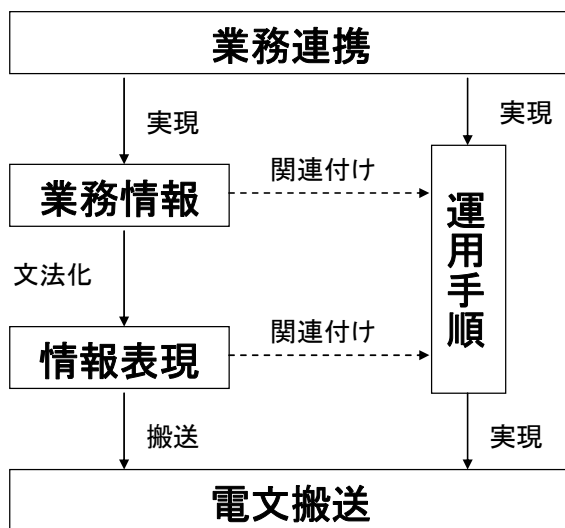 業務連携
実現
実現
業務情報
関連付け
運用手順
文法化
情報表現
関連付け
搬送
実現
電文搬送